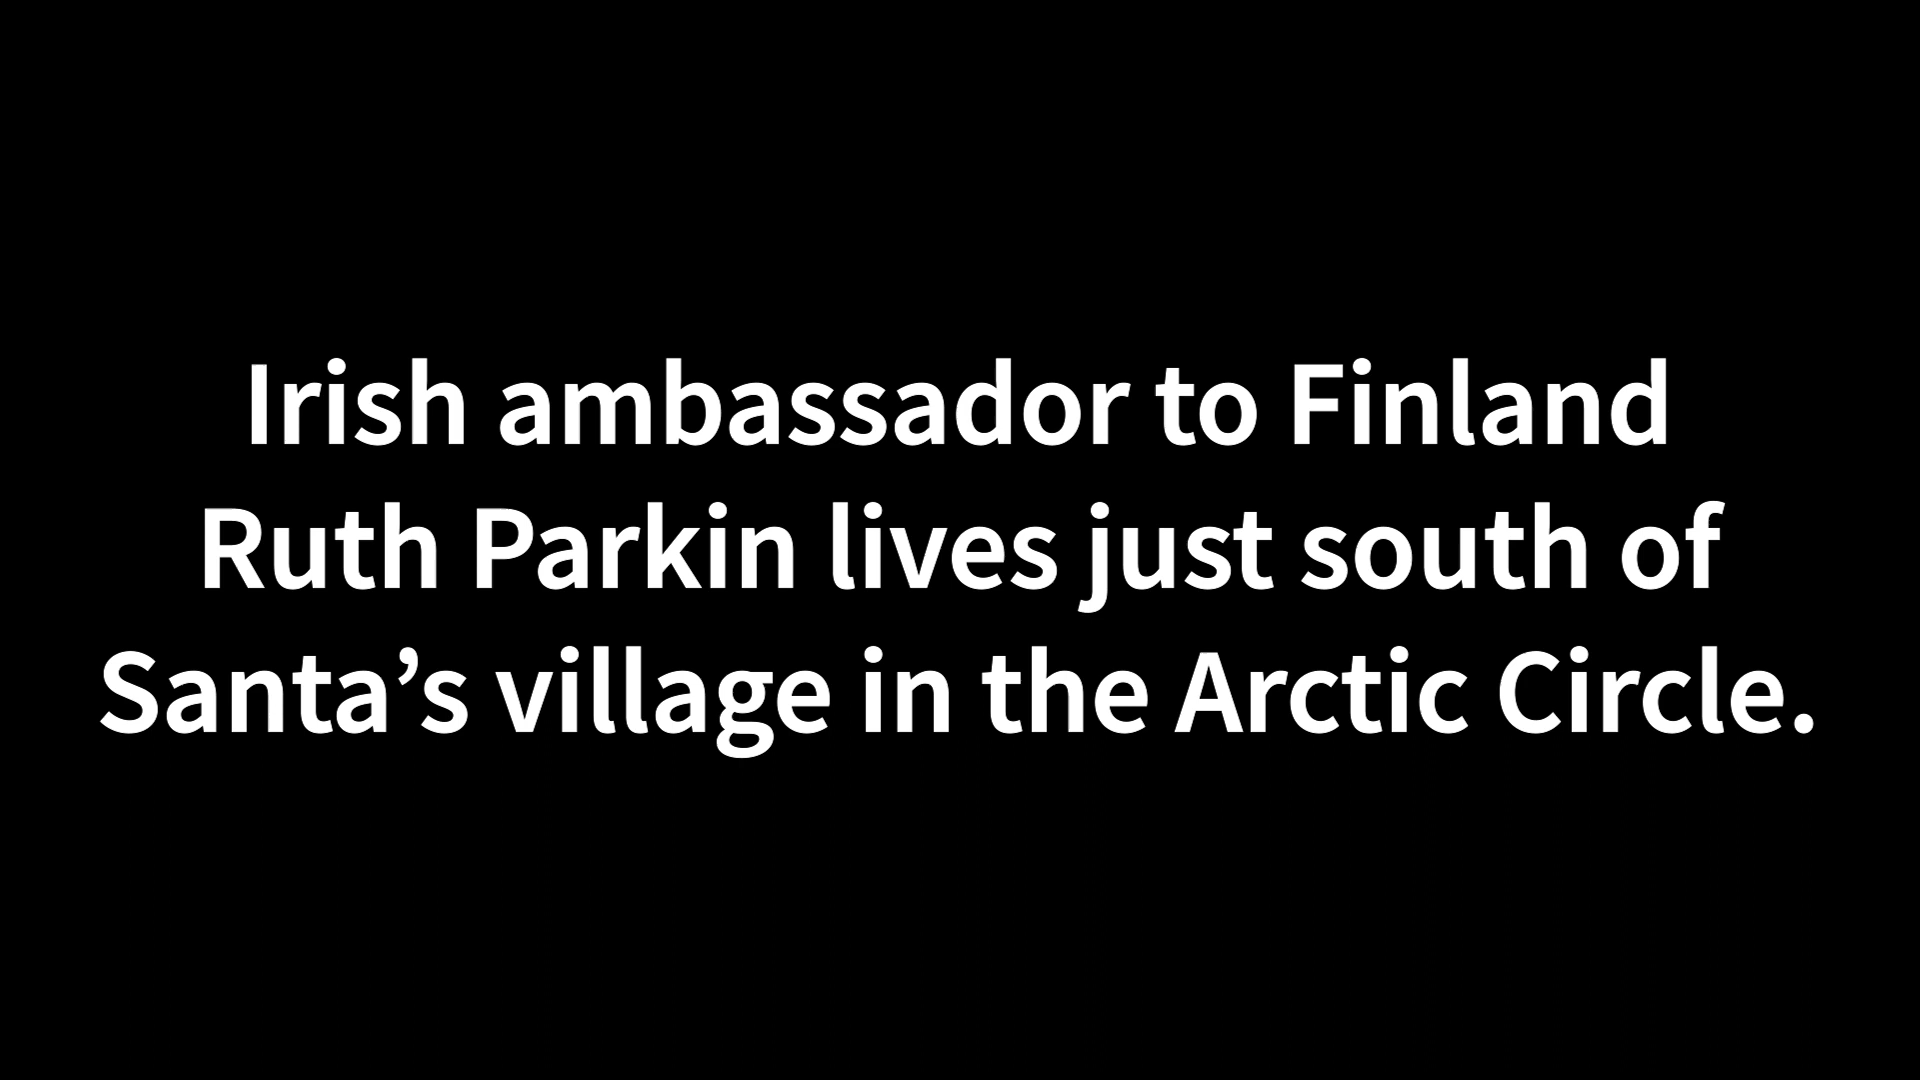 Irish ambassador to Finland
Ruth Parkin lives just south of
Santa’s village in the Arctic Circle.